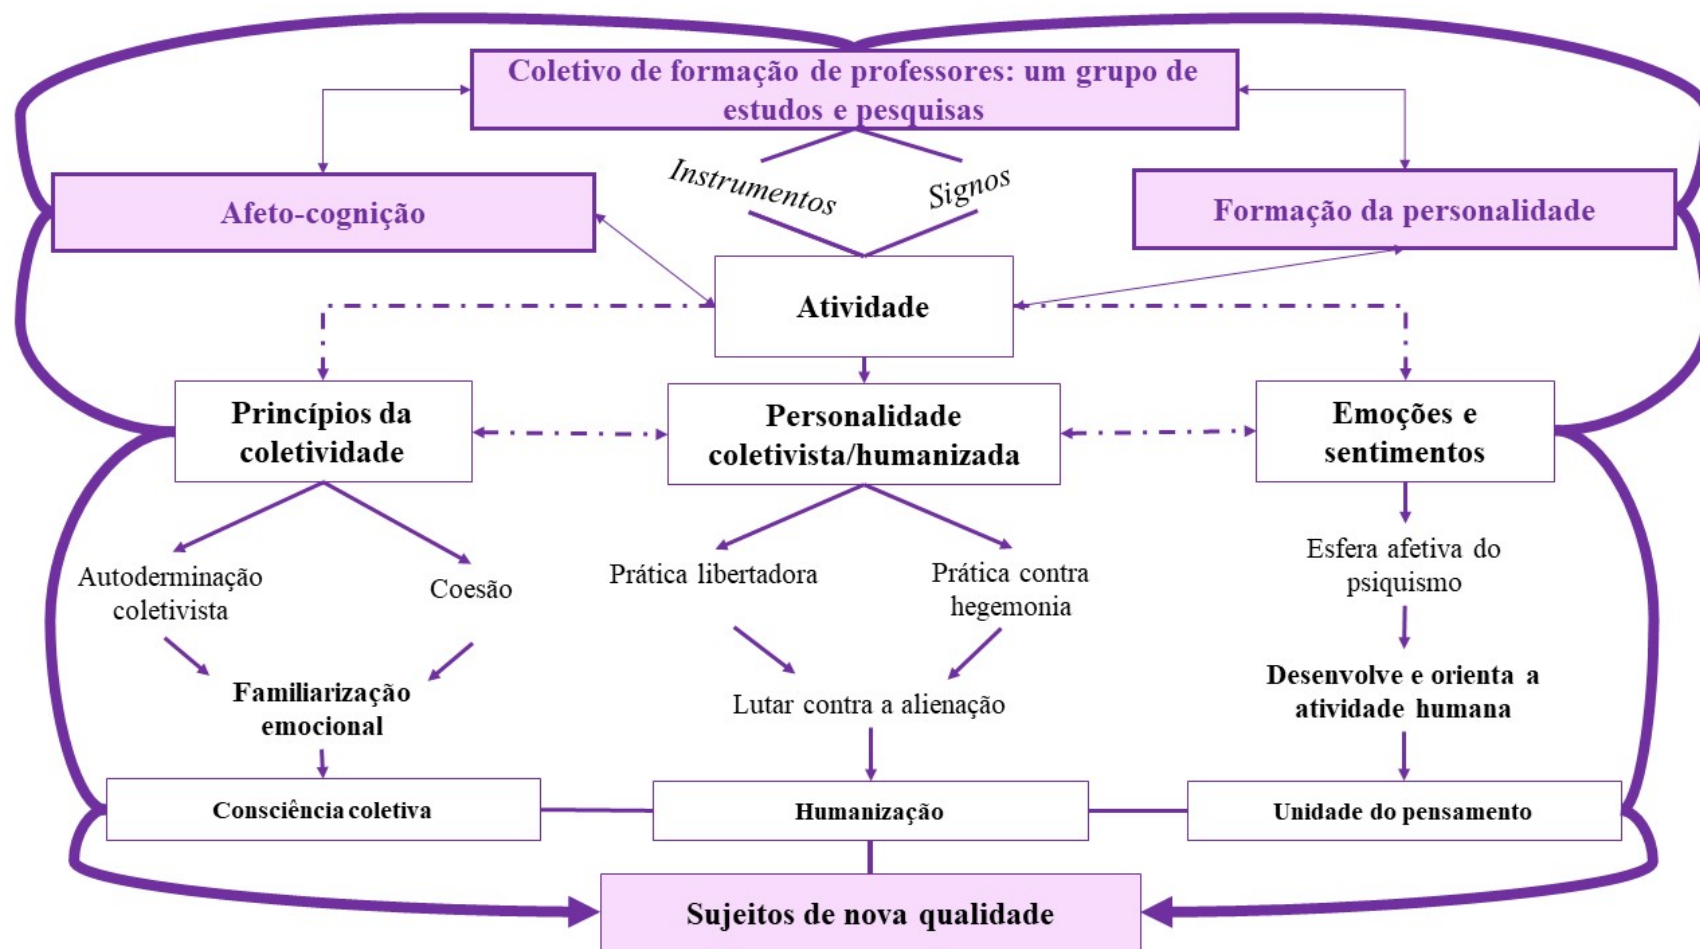 Coletivo de formação de professores: um grupo de
estudos e pesquisas
Instrumentos
Signos
Afeto-cognição
Formação da personalidade
Atividade
Princípios da
coletividade
Personalidade
coletivista/humanizada
Emoções e
sentimentos
Autoderminação
coletivista
Coesão
Prática libertadora
Prática contra
hegemonia
Esfera afetiva do
psiquismo
Familiarização
emocional
Lutar contra a alienação
Desenvolve e orienta a
atividade humana
Consciência coletiva
Humanização
Unidade do pensamento
Sujeitos de nova qualidade